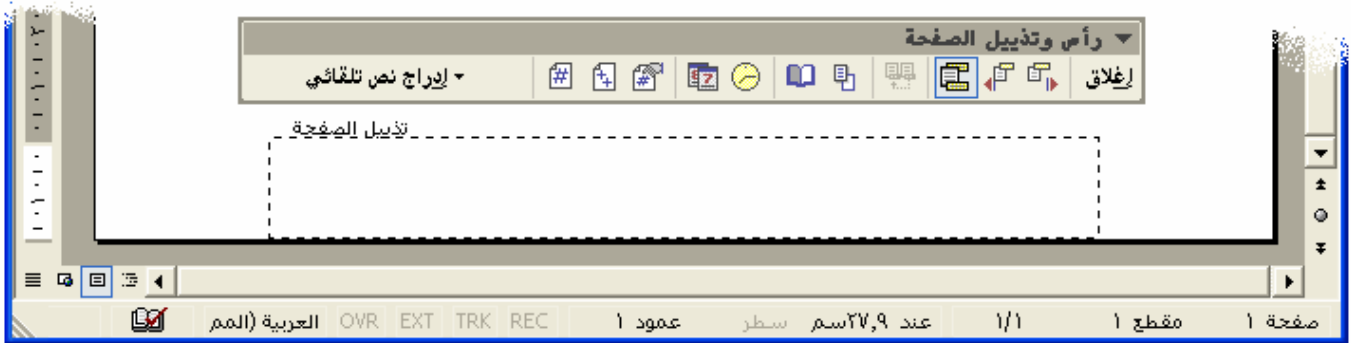 رأس وتذييل الصفحة
إغلاق إدراج نص تلقائي
تذييل الصفحة
صفحة ١ مقطع ١ ١/١ عند ٢٧,٩سم سطر عمود ١ REC TRK EXT OVR العربية (المم